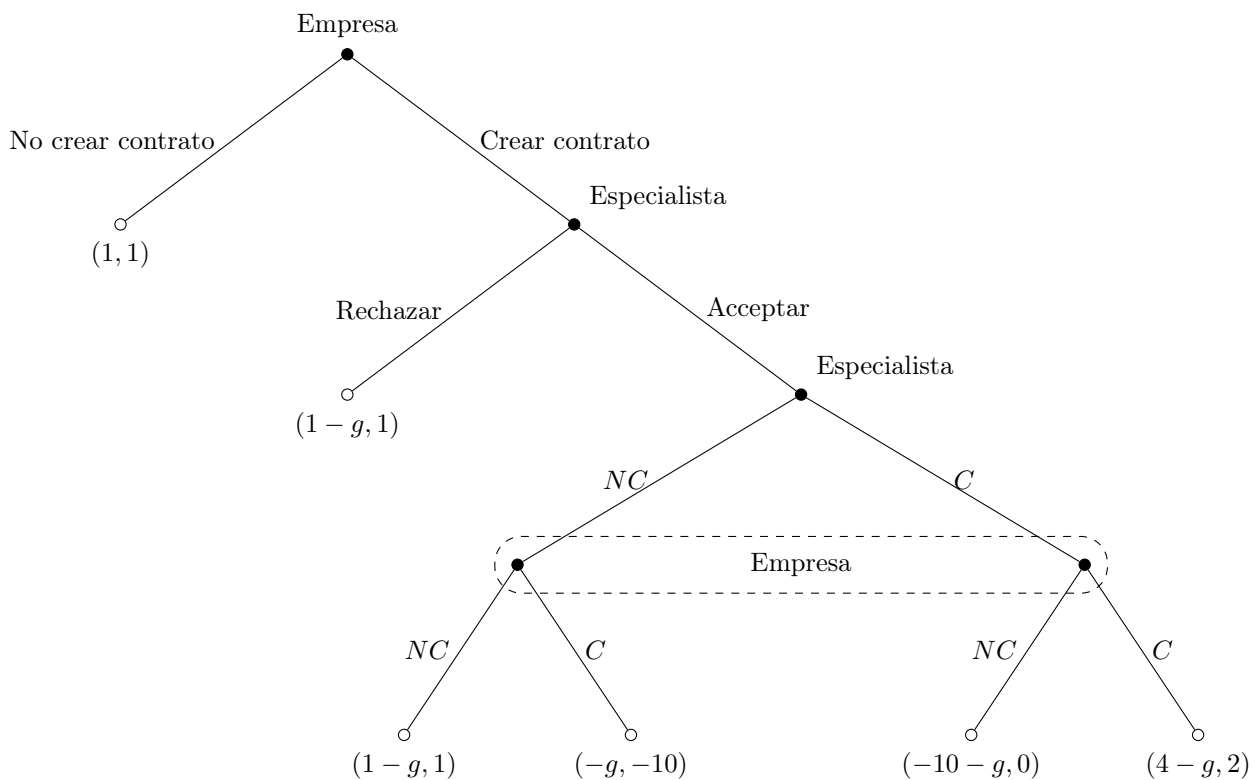 Empresa
No crear contrato
Crear contrato
Especialista
(1, 1)
Rechazar
Acceptar
Especialista
(1 − g, 1)
NC
C
Empresa
NC
C
NC
C
(1 − g, 1)
(−g, −10)
(−10 − g, 0)
(4 − g, 2)